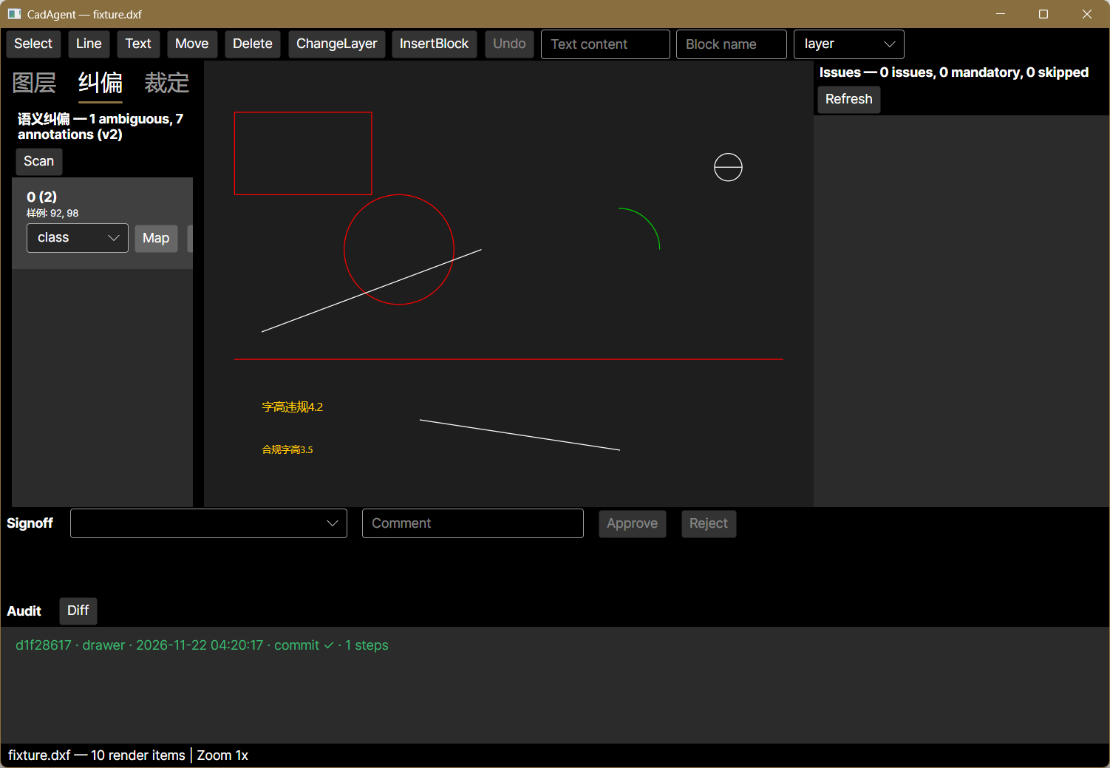 CadAgent — fixture.dxf
Select Line Text Move Delete ChangeLayer InsertBlock Undo Text content Block name layer
图层 纠偏 裁定
语义纠偏 — 1 ambiguous, 7
annotations (v2)
Scan
0 (2)
样例: 92, 98
class Map
字高违规4.2
合规字高3.5
Issues — 0 issues, 0 mandatory, 0 skipped
Refresh
Signoff Comment Approve Reject
Audit Diff
d1f28617 · drawer · 2026-11-22 04:20:17 · commit ✓ · 1 steps
fixture.dxf — 10 render items | Zoom 1x